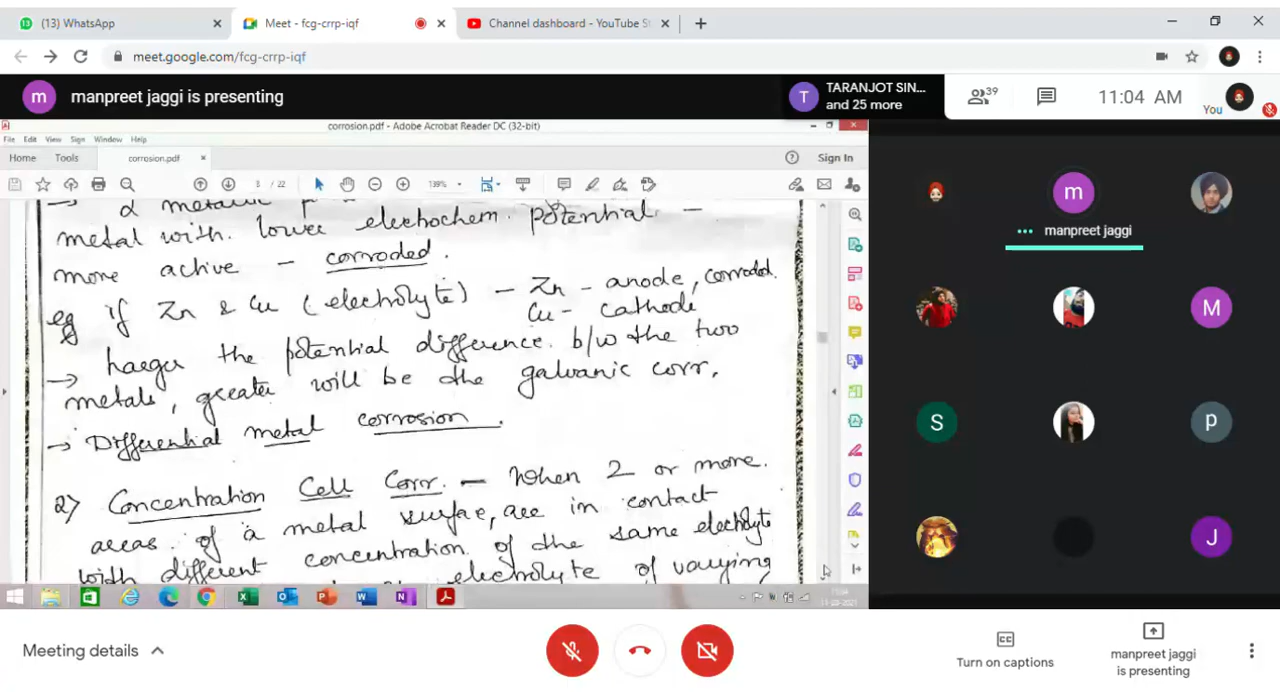 (13) WhatsApp
Meet - fcg-crrp-iqf
Channel dashboard - YouTube St
meet.google.com/fcg-crrp-iqf
m
manpreet jaggi is presenting
T
TARANJOT SIN...
and 25 more
39
11:04 AM
You
corrosion.pdf - Adobe Acrobat Reader DC (32-bit)
File Edit View Sign Window Help
Home
Tools
corrosion.pdf
Sign In
/ 22
139%
→ a metallic
metal with lower electrochem. potential -
more active - corroded.
eg if Zn & Cu (electrolyte) - Zn - anode, corroded.
Cu - cathode
→ larger the potential difference b/w the two
metals, greater will be the galvanic corr.
→ Differential metal corrosion.
2) Concentration Cell Corr. - When 2 or more
areas of a metal surface, are in contact
with different concentration of the same electrolyte
electrolyte of varying
m
manpreet jaggi
M
S
p
J
Meeting details
CC
Turn on captions
manpreet jaggi
is presenting